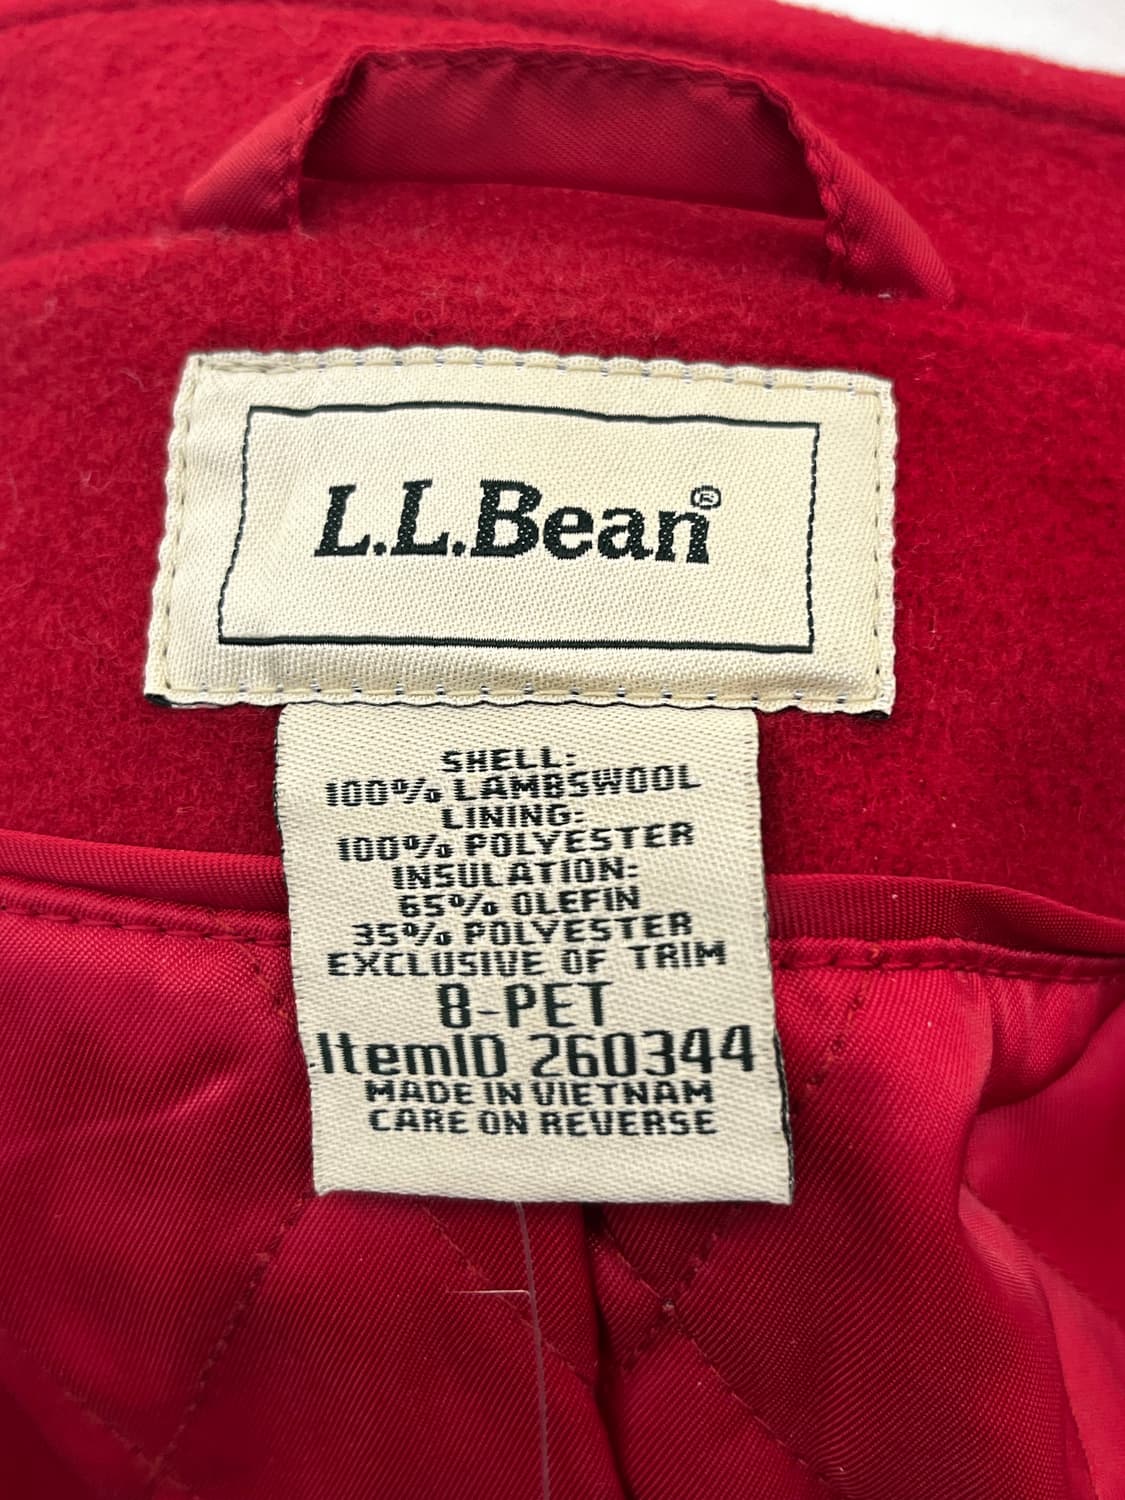 L.L.Bean®
SHELL:
100% LAMBSWOOL
LINING:
100% POLYESTER
INSULATION:
65% OLEFIN
35% POLYESTER
EXCLUSIVE OF TRIM
8-PET
ItemID 260344
MADE IN VIETNAM
CARE ON REVERSE